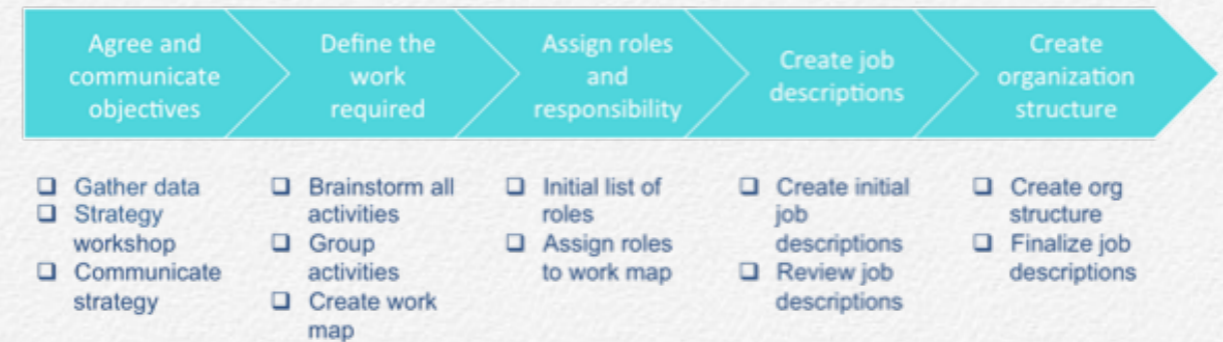 Agree and
communicate
objectives
Define the
work
required
Assign roles
and
responsibility
Create job
descriptions
Create
organization
structure
Gather data
Strategy
workshop
Communicate
strategy
Brainstorm all
activities
Group
activities
Create work
map
Initial list of
roles
Assign roles
to work map
Create initial
job
descriptions
Review job
descriptions
Create org
structure
Finalize job
descriptions